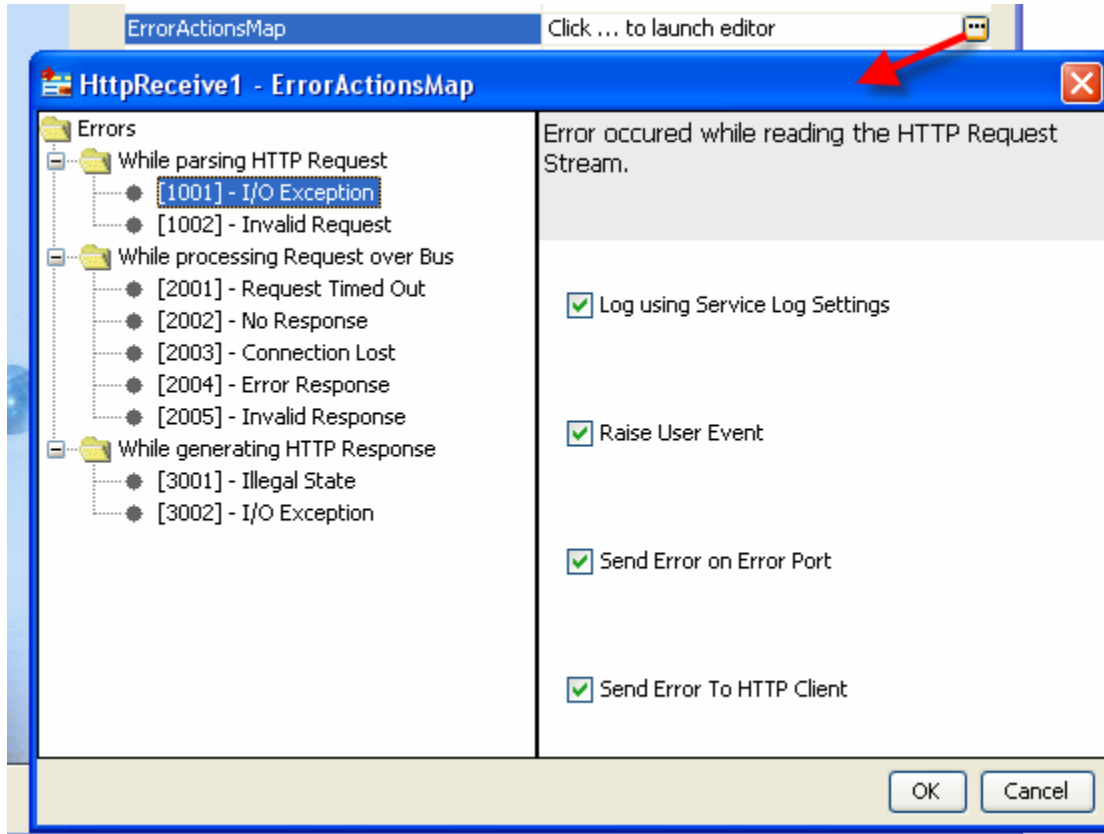 ErrorActionsMap
Click ... to launch editor
HttpReceive1 - ErrorActionsMap
Errors
While parsing HTTP Request
[1001] - I/O Exception
[1002] - Invalid Request
While processing Request over Bus
[2001] - Request Timed Out
[2002] - No Response
[2003] - Connection Lost
[2004] - Error Response
[2005] - Invalid Response
While generating HTTP Response
[3001] - Illegal State
[3002] - I/O Exception
Error occured while reading the HTTP Request
Stream.
Log using Service Log Settings
Raise User Event
Send Error on Error Port
Send Error To HTTP Client
OK
Cancel